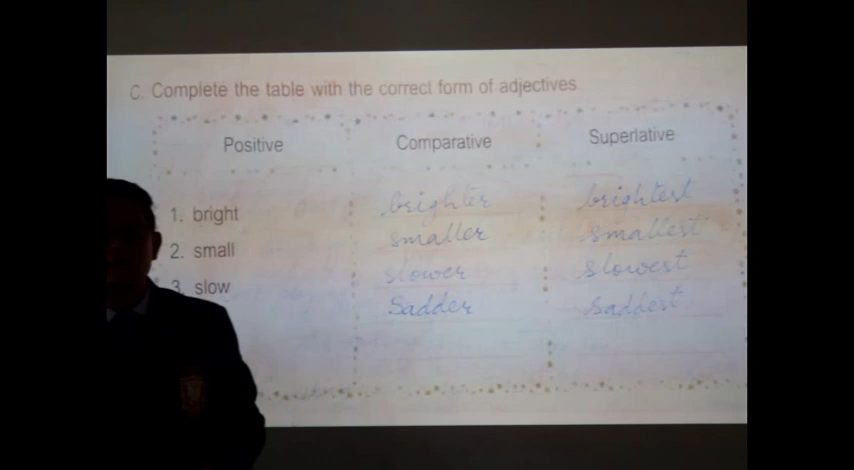 C. Complete the table with the correct form of adjectives
Positive Comparative Superlative
1. bright brighter brightest
2. small smaller smallest
3. slow slower slowest
Sadder saddest